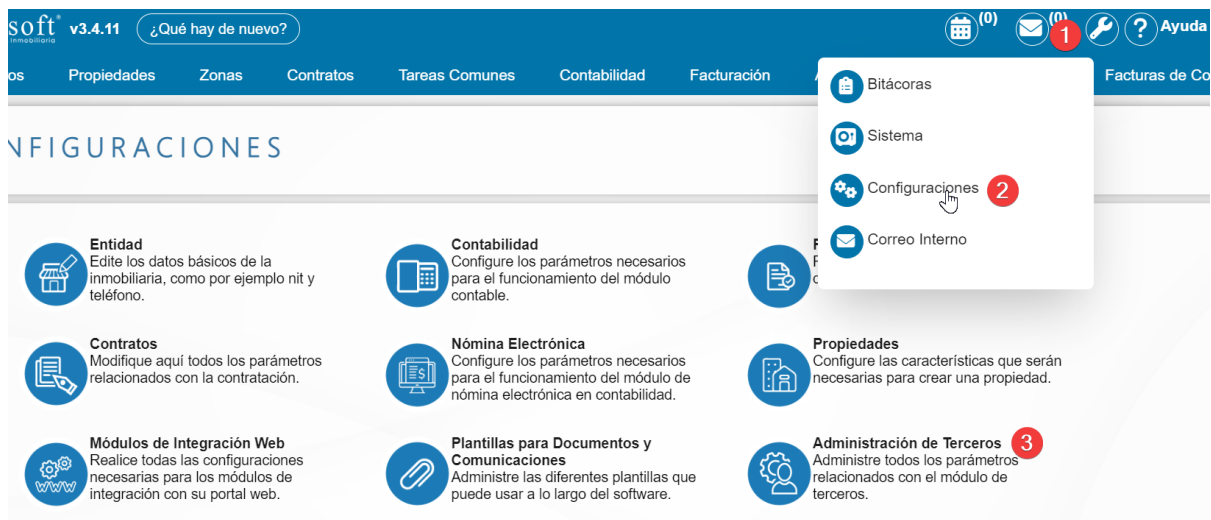 soft
Inmobiliaria
v3.4.11
¿Qué hay de nuevo?
(0)
(0)
1
Ayuda
os
Propiedades
Zonas
Contratos
Tareas Comunes
Contabilidad
Facturación
Facturas de Co
Bitácoras
Sistema
Configuraciones
2
Correo Interno
NFIGURACIONES
Entidad
Edite los datos básicos de la
inmobiliaria, como por ejemplo nit y
teléfono.
Contabilidad
Configure los parámetros necesarios
para el funcionamiento del módulo
contable.
Contratos
Modifique aquí todos los parámetros
relacionados con la contratación.
Nómina Electrónica
Configure los parámetros necesarios
para el funcionamiento del módulo de
nómina electrónica en contabilidad.
Propiedades
Configure las características que serán
necesarias para crear una propiedad.
Módulos de Integración Web
Realice todas las configuraciones
necesarias para los módulos de
integración con su portal web.
Plantillas para Documentos y
Comunicaciones
Administre las diferentes plantillas que
puede usar a lo largo del software.
Administración de Terceros
3
Administre todos los parámetros
relacionados con el módulo de
terceros.